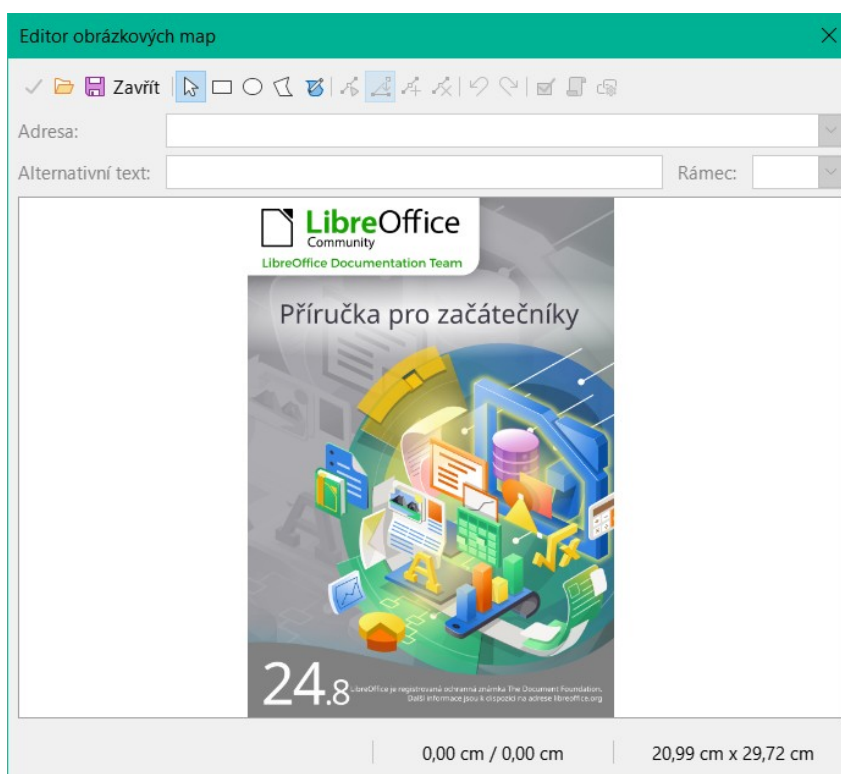 Editor obrázkových map
Zavřít
Adresa:
Alternativní text:
Rámec:
LibreOffice
Community
LibreOffice Documentation Team
Příručka pro začátečníky
24.8
LibreOffice je registrovaná ochranná známka The Document Foundation.
Další informace jsou k dispozici na adrese libreoffice.org
0,00 cm / 0,00 cm
20,99 cm x 29,72 cm